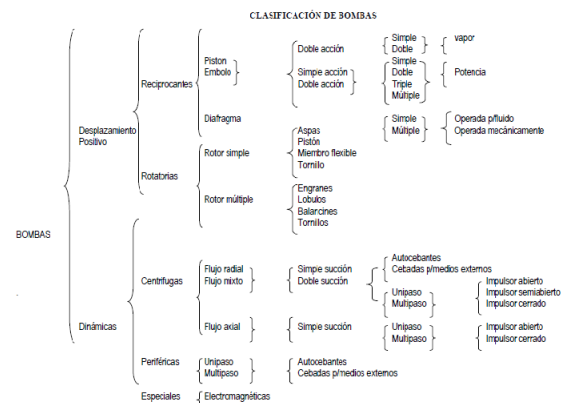 CLASIFICACIÓN DE BOMBAS
BOMBAS
Desplazamiento
Positivo
Reciprocantes
Piston
Embolo
Doble acción
Simple
Doble
vapor
Simple acción
Doble acción
Simple
Doble
Triple
Múltiple
Potencia
Diafragma
Simple
Múltiple
Operada p/fluido
Operada mecánicamente
Rotatorias
Rotor simple
Aspas
Pistón
Miembro flexible
Tornillo
Rotor múltiple
Engranes
Lobulos
Balancines
Tornillos
Dinámicas
Centrifugas
Flujo radial
Flujo mixto
Simple succión
Doble succión
Autocebantes
Cebadas p/medios externos
Unipaso
Multipaso
Impulsor abierto
Impulsor semiabierto
Impulsor cerrado
Flujo axial
Simple succión
Unipaso
Multipaso
Impulsor abierto
Impulsor cerrado
Periféricas
Unipaso
Multipaso
Autocebantes
Cebadas p/medios externos
Especiales
Electromagnéticas